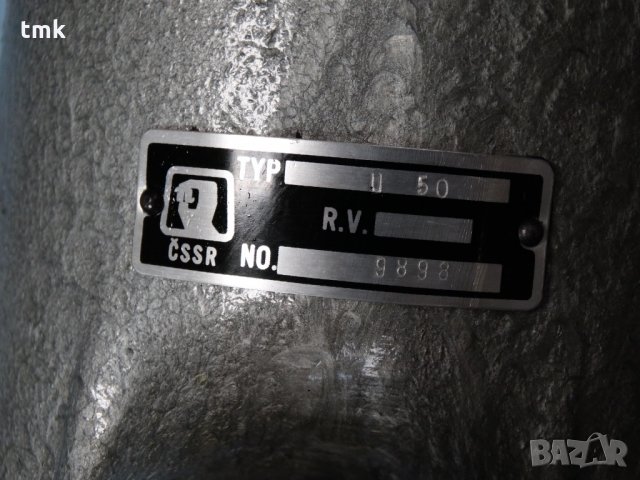 tmk
TYP U 50
R.V.
ČSSR NO. 9898
BAZAR